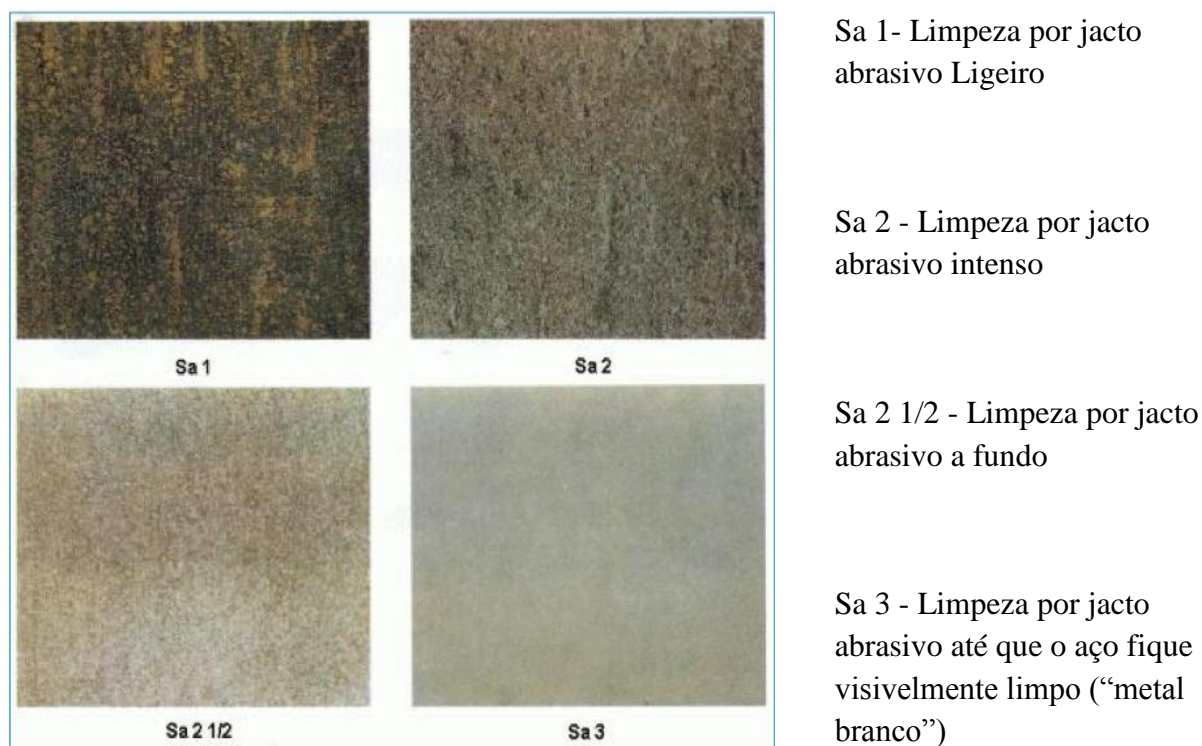 Sa 1
Sa 2
Sa 2 1/2
Sa 3
Sa 1- Limpeza por jacto
abrasivo Ligeiro
Sa 2 - Limpeza por jacto
abrasivo intenso
Sa 2 1/2 - Limpeza por jacto
abrasivo a fundo
Sa 3 - Limpeza por jacto
abrasivo até que o aço fique
visivelmente limpo (“metal
branco”)